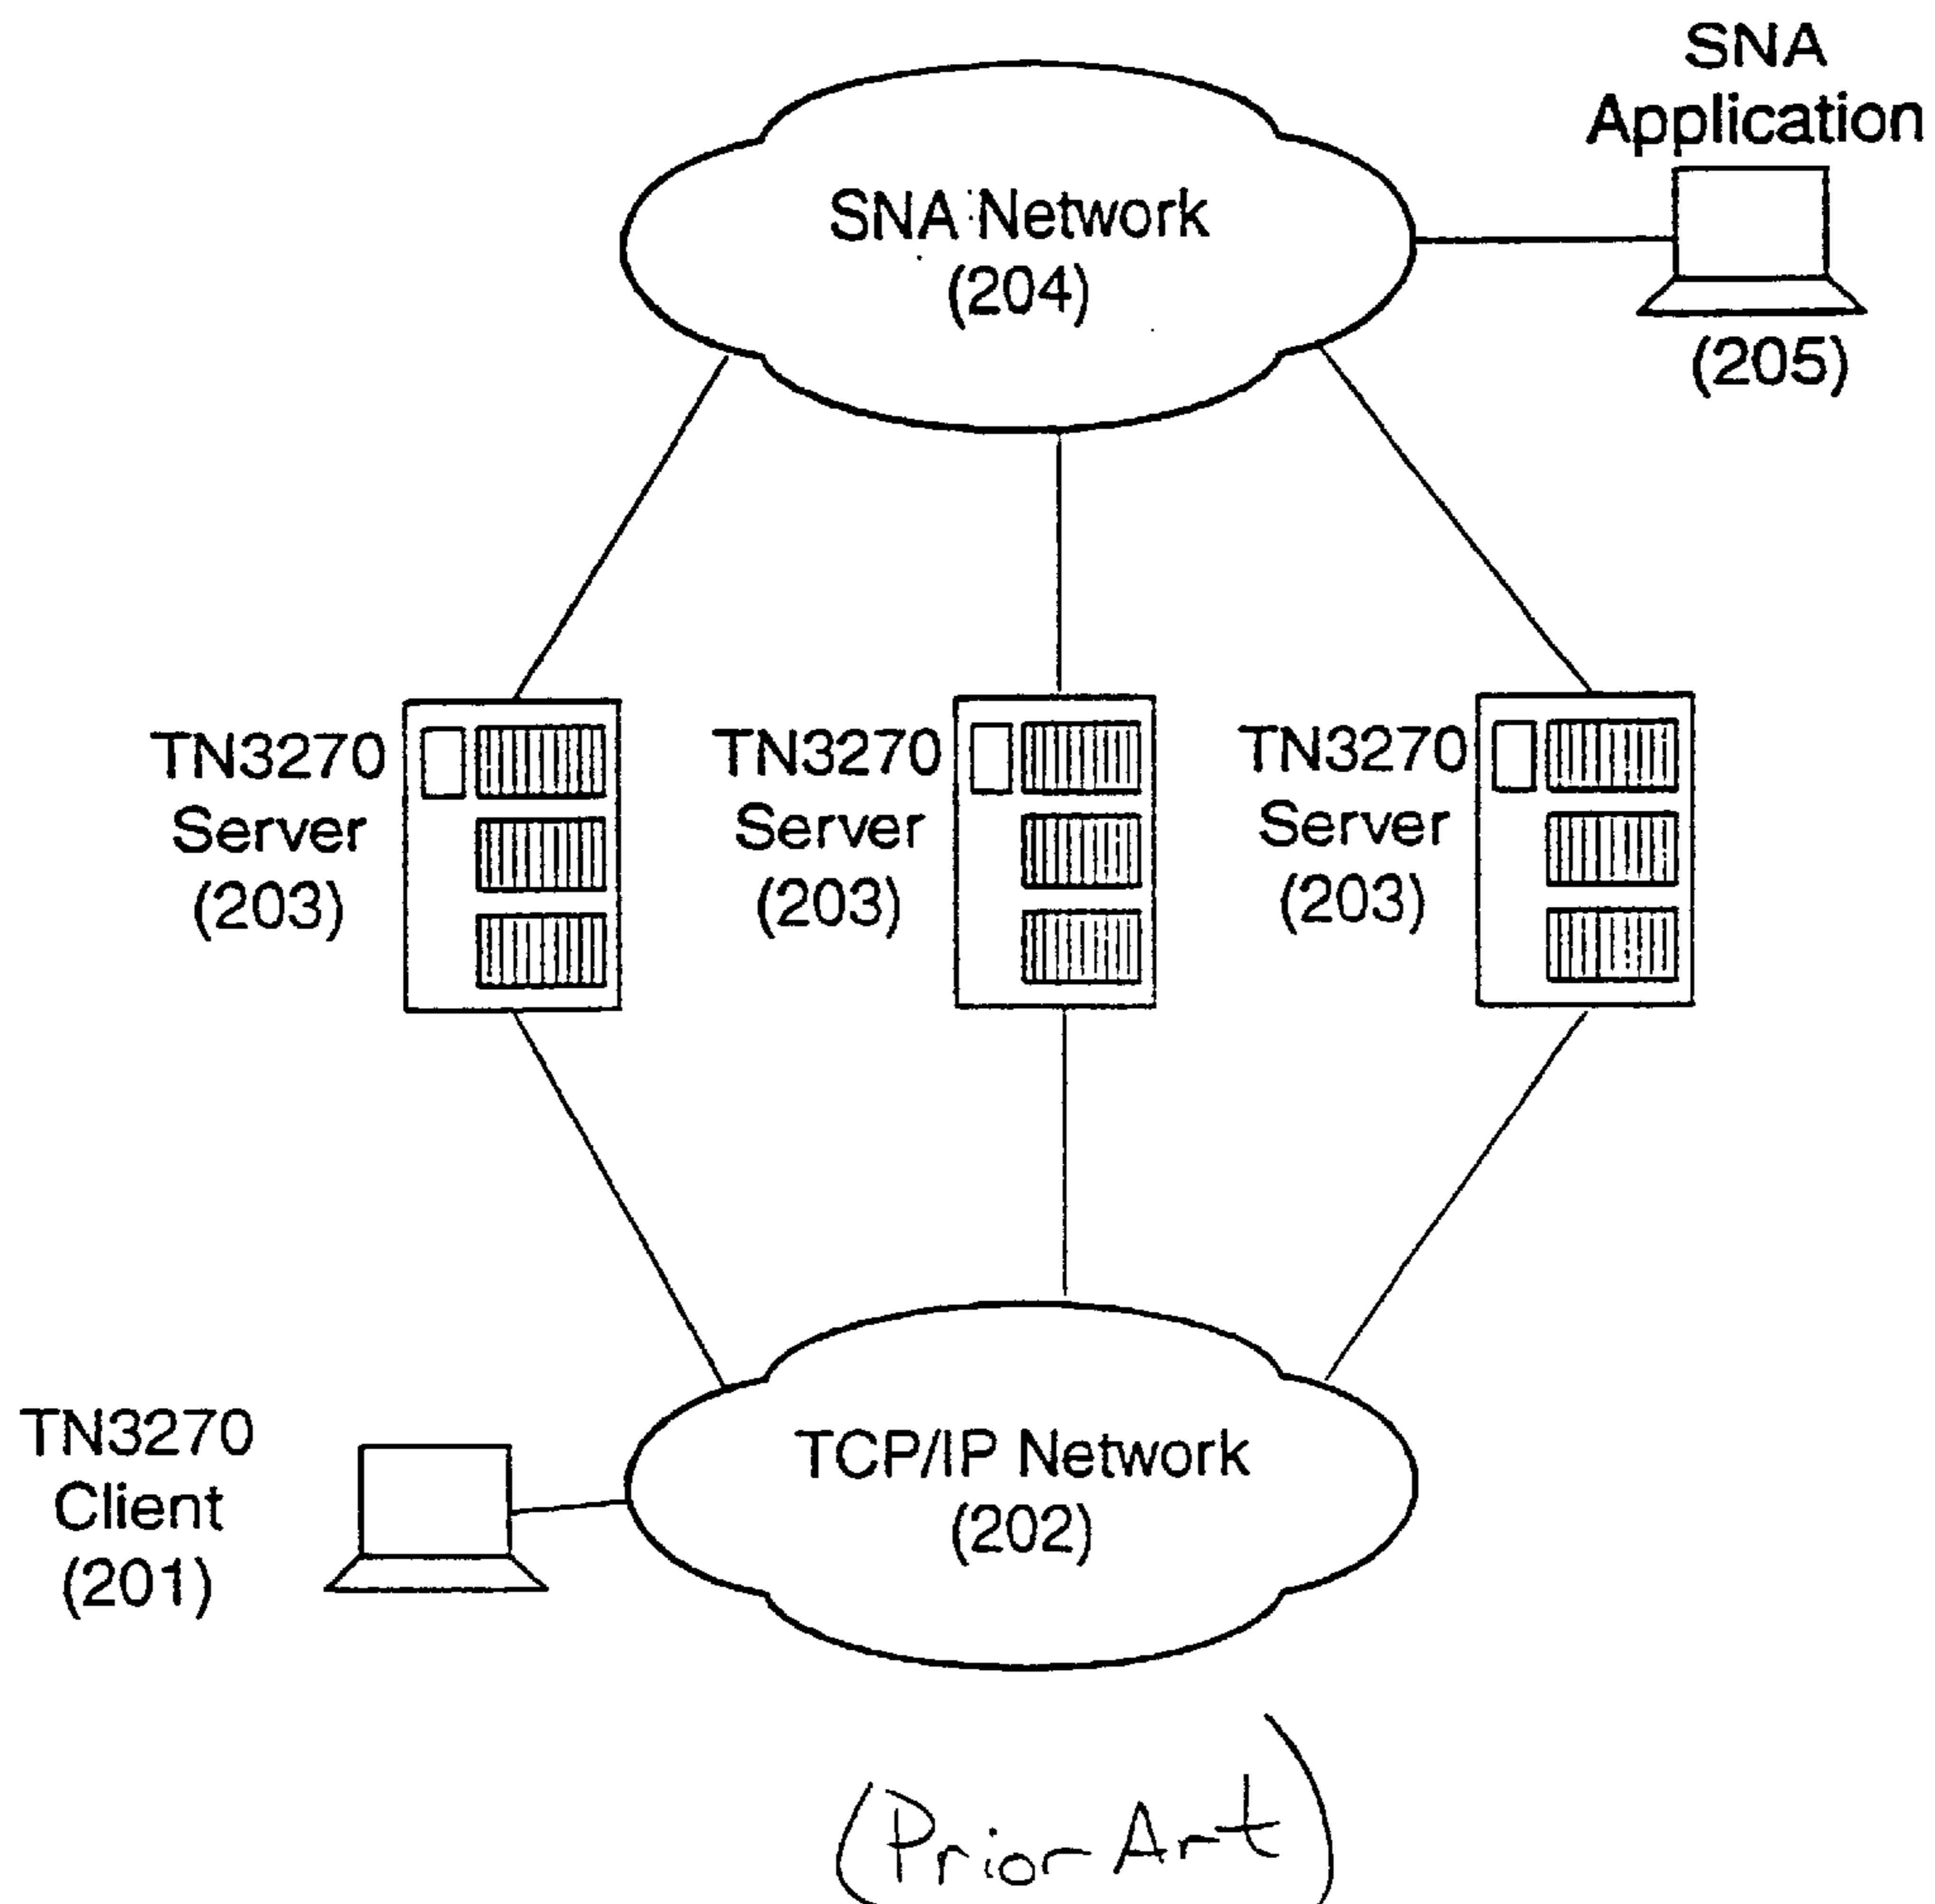 SNA
Application
SNA Network
(204)
(205)
TN3270
Server
(203)
TN3270
Server
(203)
TN3270
Server
(203)
TN3270
Client
(201)
TCP/IP Network
(202)
(Prior Art)